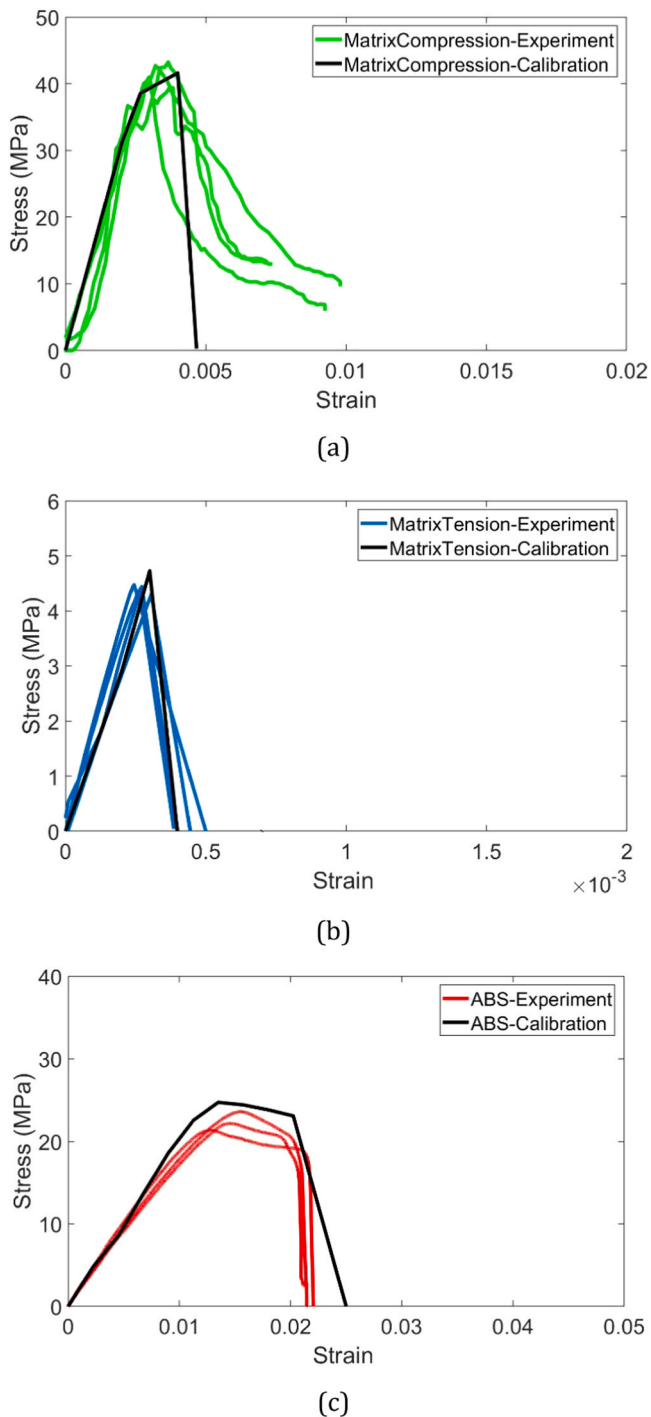 50
40
30
20
10
0
Stress (MPa)
MatrixCompression-Experiment
MatrixCompression-Calibration
0 0.005 0.01 0.015 0.02
Strain
(a)
6
5
4
3
2
1
0
Stress (MPa)
MatrixTension-Experiment
MatrixTension-Calibration
0 0.5 1 1.5 2
Strain
×10⁻³
(b)
40
30
20
10
0
Stress (MPa)
ABS-Experiment
ABS-Calibration
0 0.01 0.02 0.03 0.04 0.05
Strain
(c)